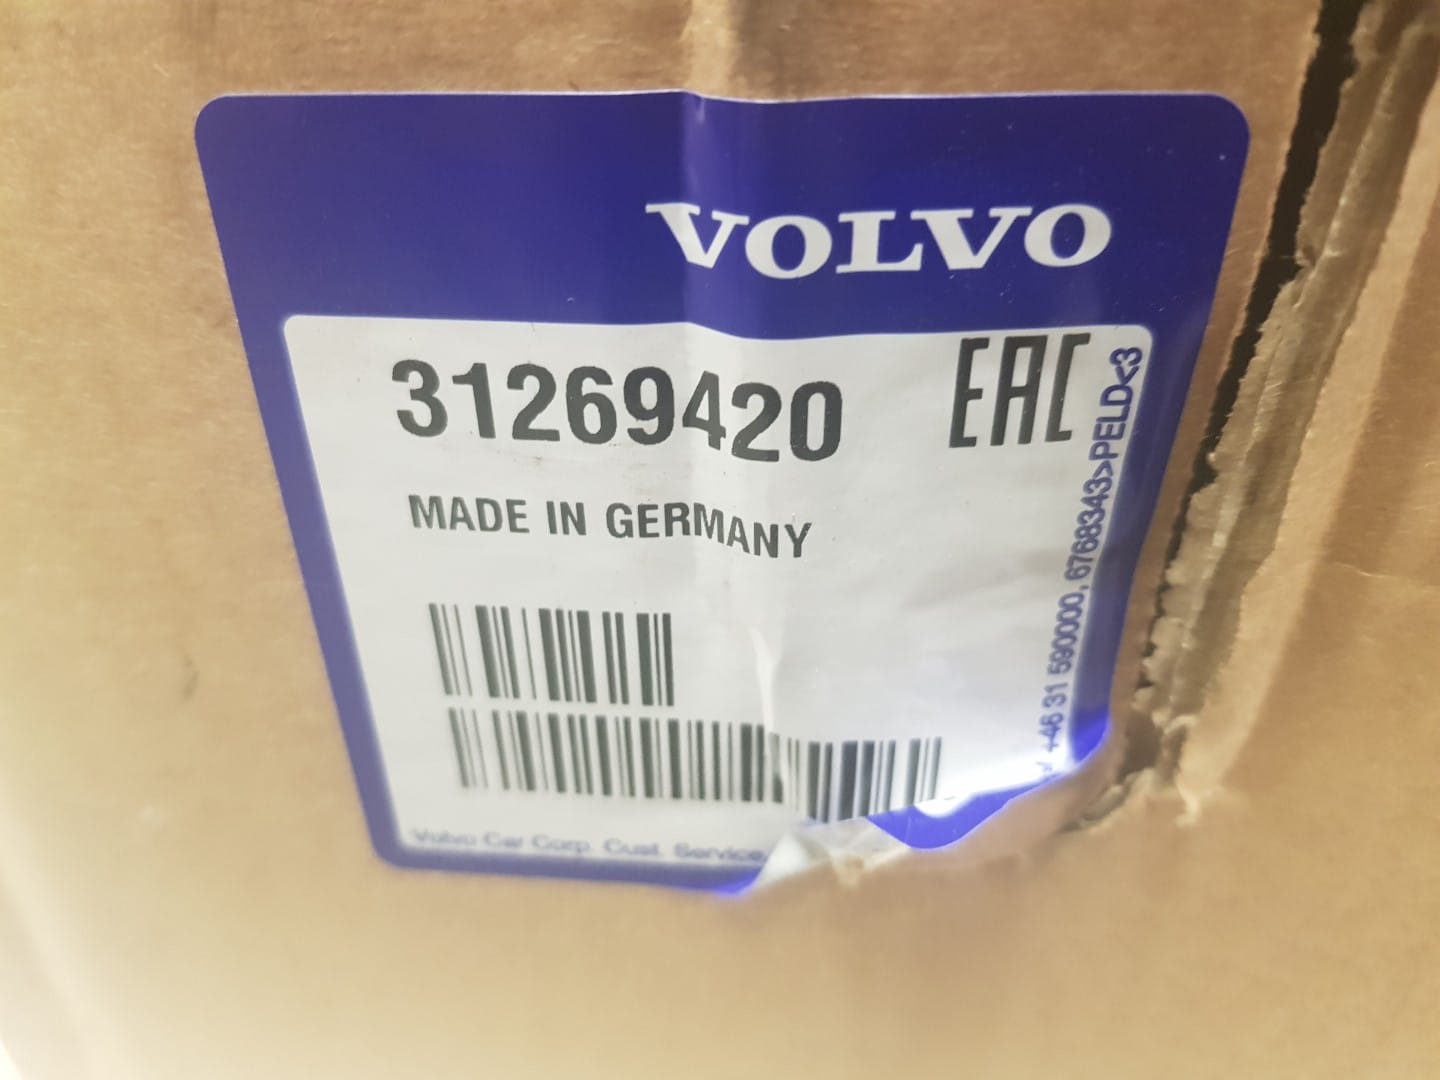 VOLVO
31269420
EAC
MADE IN GERMANY
Volvo Car Corp. Cust. Service
+46 31 590000, 6768343>PELD<3